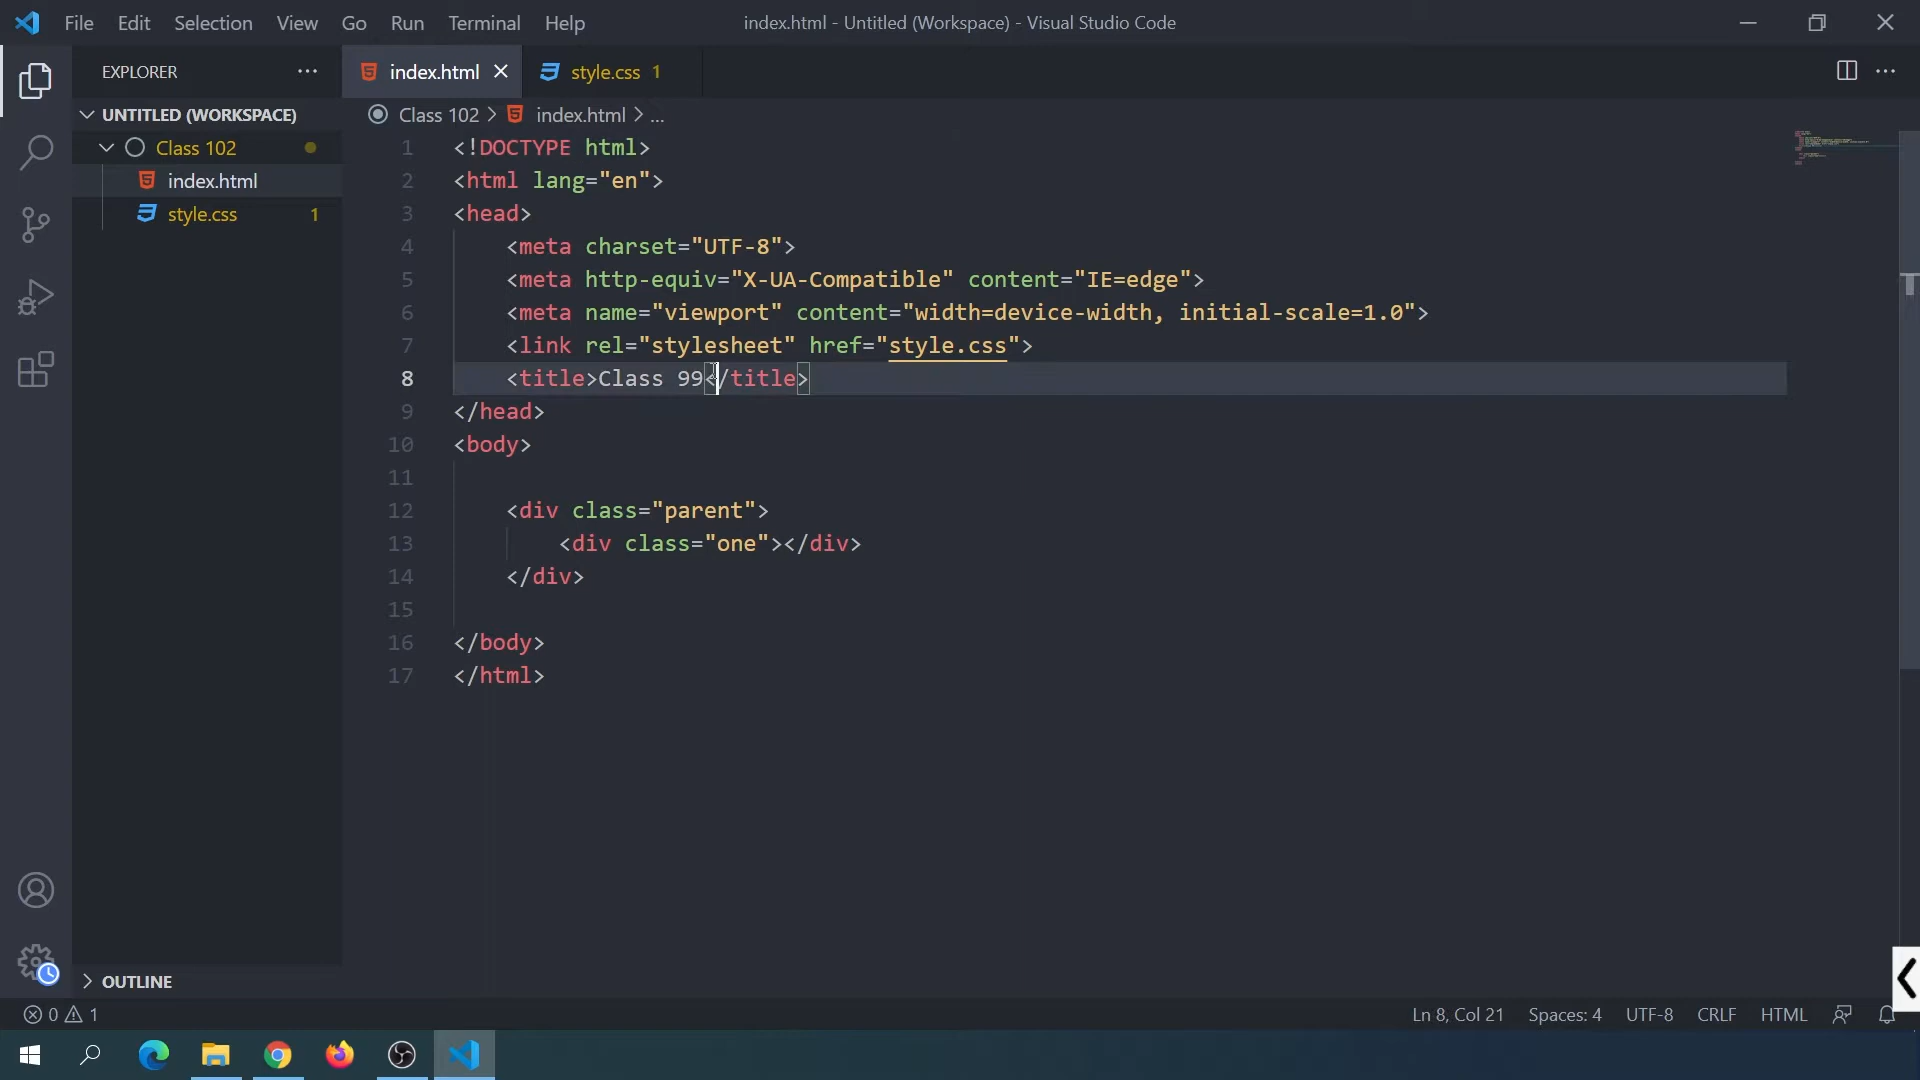 File Edit Selection View Go Run Terminal Help
index.html - Untitled (Workspace) - Visual Studio Code
EXPLORER
index.html
style.css 1
UNTITLED (WORKSPACE)
Class 102 > index.html > ...
Class 102
index.html
style.css 1
1 <!DOCTYPE html>
2 <html lang="en">
3 <head>
4 <meta charset="UTF-8">
5 <meta http-equiv="X-UA-Compatible" content="IE=edge">
6 <meta name="viewport" content="width=device-width, initial-scale=1.0">
7 <link rel="stylesheet" href="style.css">
8 <title>Class 99</title>
9 </head>
10 <body>
11
12 <div class="parent">
13 <div class="one"></div>
14 </div>
15
16 </body>
17 </html>
OUTLINE
0 1
Ln 8, Col 21 Spaces: 4 UTF-8 CRLF HTML